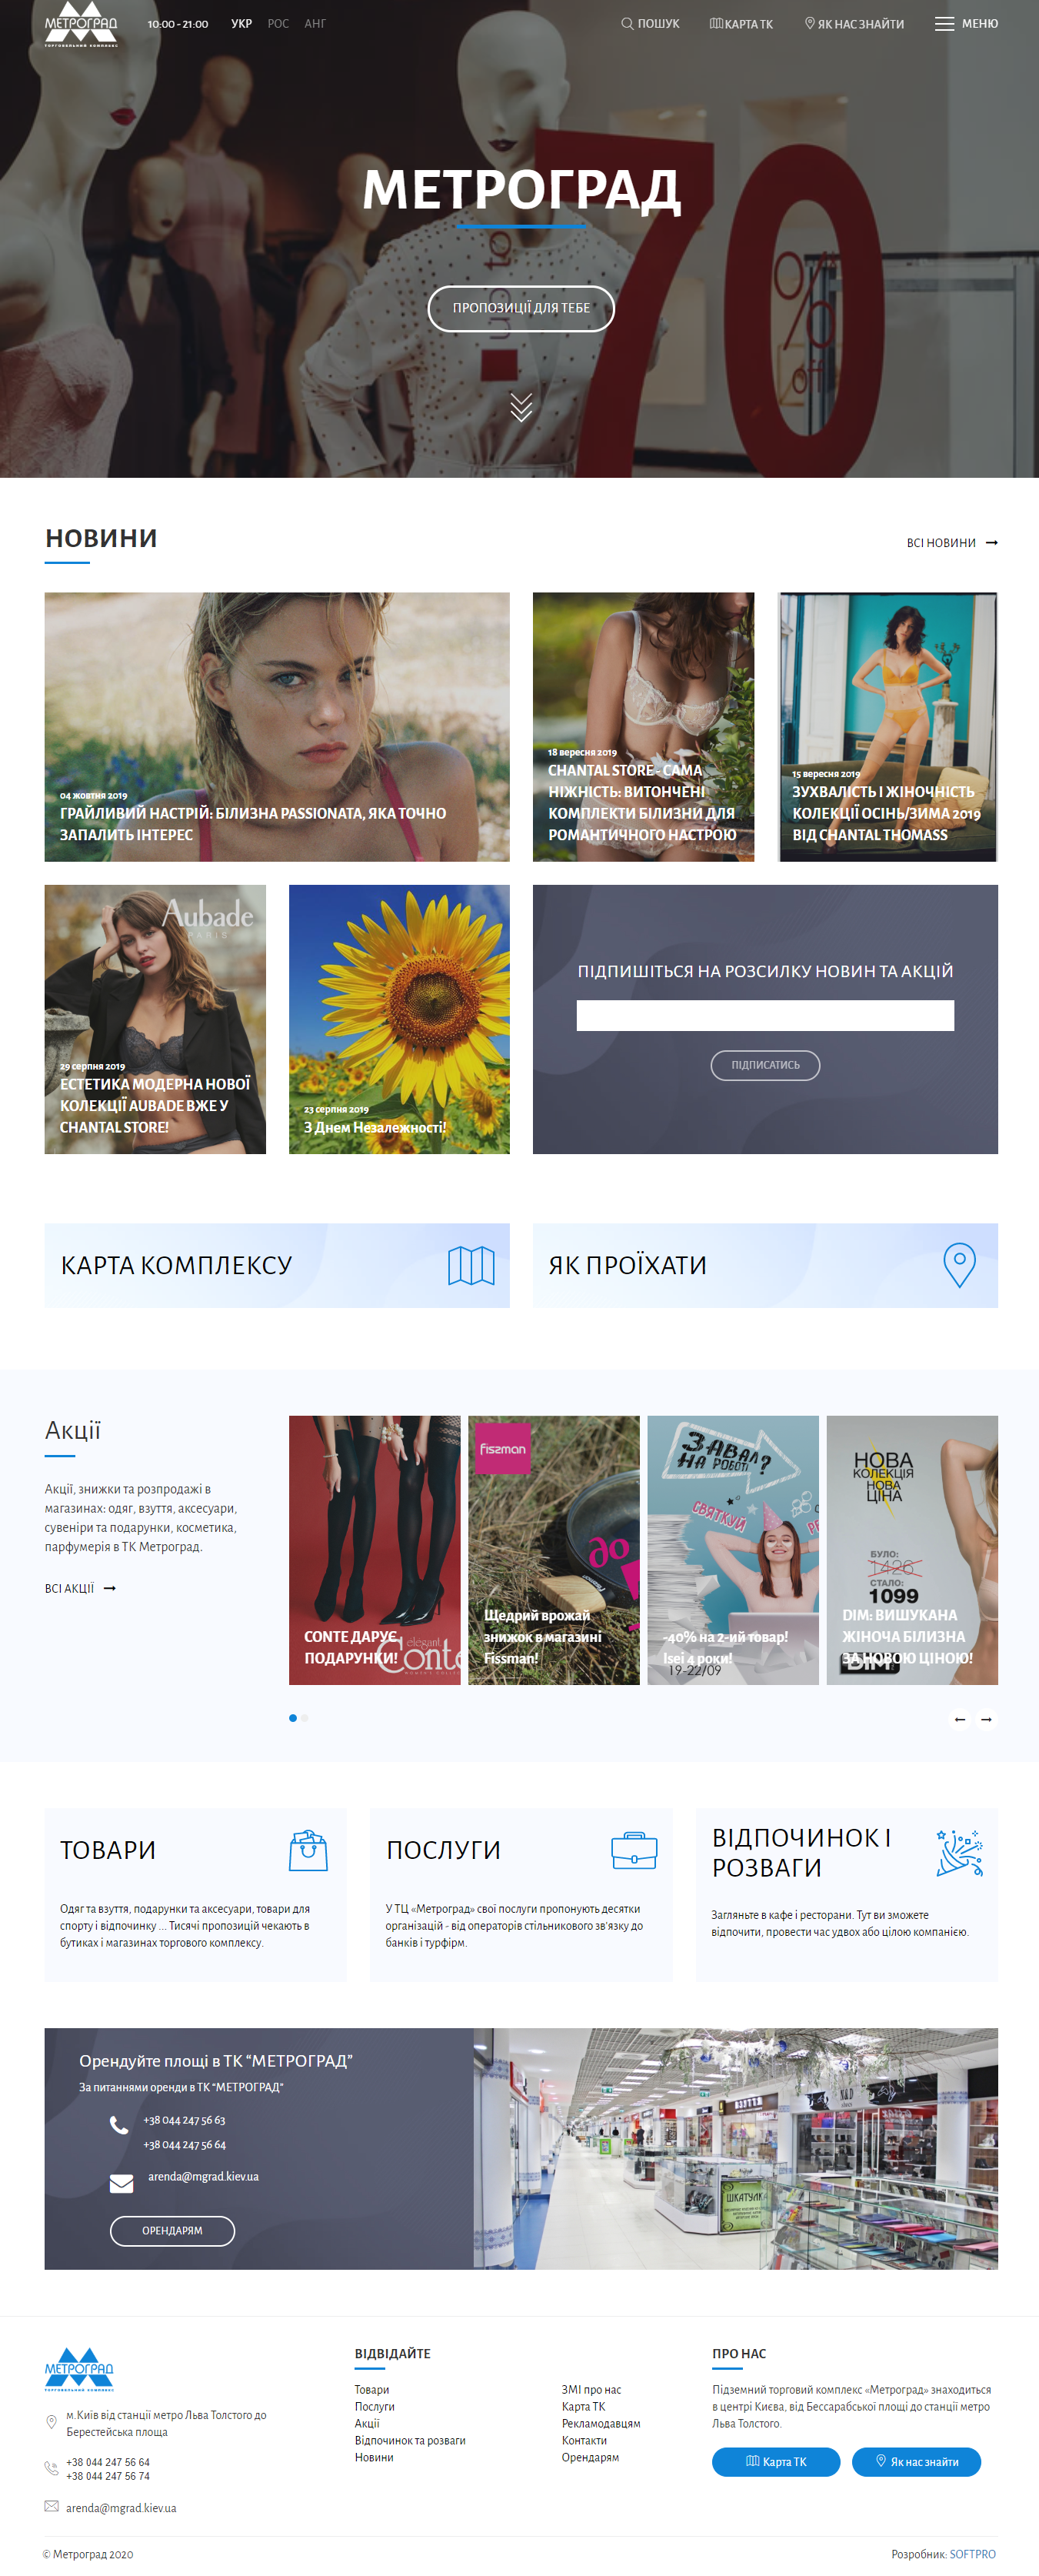 МЕТРОГРАД
ТОРГОВЕЛЬНИЙ КОМПЛЕКС
10:00 - 21:00
УКР РОС АНГ
ПОШУК
КАРТА ТК
ЯК НАС ЗНАЙТИ
МЕНЮ
МЕТРОГРАД
70
%
off
ПРОПОЗИЦІЇ ДЛЯ ТЕБЕ
НОВИНИ
ВСІ НОВИНИ
04 жовтня 2019
ГРАЙЛИВИЙ НАСТРІЙ: БІЛИЗНА PASSIONATA, ЯКА ТОЧНО
ЗАПАЛИТЬ ІНТЕРЕС
18 вересня 2019
CHANTAL STORE - САМА
НІЖНІСТЬ: ВИТОНЧЕНІ
КОМПЛЕКТИ БІЛИЗНИ ДЛЯ
РОМАНТИЧНОГО НАСТРОЮ
15 вересня 2019
ЗУХВАЛІСТЬ І ЖІНОЧНІСТЬ
КОЛЕКЦІЇ ОСІНЬ/ЗИМА 2019
ВІД CHANTAL THOMASS
Aubade
PARIS
29 серпня 2019
ЕСТЕТИКА МОДЕРНА НОВОЇ
КОЛЕКЦІЇ AUBADE ВЖЕ У
CHANTAL STORE!
23 серпня 2019
З Днем Незалежності!
ПІДПИШІТЬСЯ НА РОЗСИЛКУ НОВИН ТА АКЦІЙ
ПІДПИСАТИСЬ
КАРТА КОМПЛЕКСУ
ЯК ПРОЇХАТИ
Акції
Акції, знижки та розпродажі в
магазинах: одяг, взуття, аксесуари,
сувеніри та подарунки, косметика,
парфумерія в ТК Метроград.
ВСІ АКЦІЇ
CONTE ДАРУЄ
ПОДАРУНКИ!
elegant
Conte
fissman
до
Щедрий врожай
знижок в магазині
Fissman!
ЗАВАЛ
НА РОБОТІ?
СВЯТКУЙ
-40% на 2-ий товар!
Isei 4 роки!
19-22/09
НОВА
КОЛЕКЦІЯ
НОВА
ЦІНА
БУЛО:
1426
СТАЛО:
1099
DIM: ВИШУКАНА
ЖІНОЧА БІЛИЗНА
ЗА НОВОЮ ЦІНОЮ!
DIM
ТОВАРИ
Одяг та взуття, подарунки та аксесуари, товари для
спорту і відпочинку ... Тисячі пропозицій чекають в
бутиках і магазинах торгового комплексу.
ПОСЛУГИ
У ТЦ «Метроград» свої послуги пропонують десятки
організацій - від операторів стільникового зв'язку до
банків і турфірм.
ВІДПОЧИНОК І
РОЗВАГИ
Загляньте в кафе і ресторани. Тут ви зможете
відпочити, провести час удвох або цілою компанією.
Орендуйте площі в ТК “МЕТРОГРАД”
За питаннями оренди в ТК “МЕТРОГРАД”
+38 044 247 56 63
+38 044 247 56 64
arenda@mgrad.kiev.ua
ОРЕНДАРЯМ
ШКАТУЛКА
МЕТРОГРАД
ТОРГОВЕЛЬНИЙ КОМПЛЕКС
м.Київ від станції метро Льва Толстого до
Берестейська площа
+38 044 247 56 64
+38 044 247 56 74
arenda@mgrad.kiev.ua
ВІДВІДАЙТЕ
Товари
Послуги
Акції
Відпочинок та розваги
Новини
ЗМІ про нас
Карта ТК
Рекламодавцям
Контакти
Орендарям
ПРО НАС
Підземний торговий комплекс «Метроград» знаходиться
в центрі Києва, від Бессарабської площі до станції метро
Льва Толстого.
Карта ТК
Як нас знайти
© Метроград 2020
Розробник: SOFTPRO